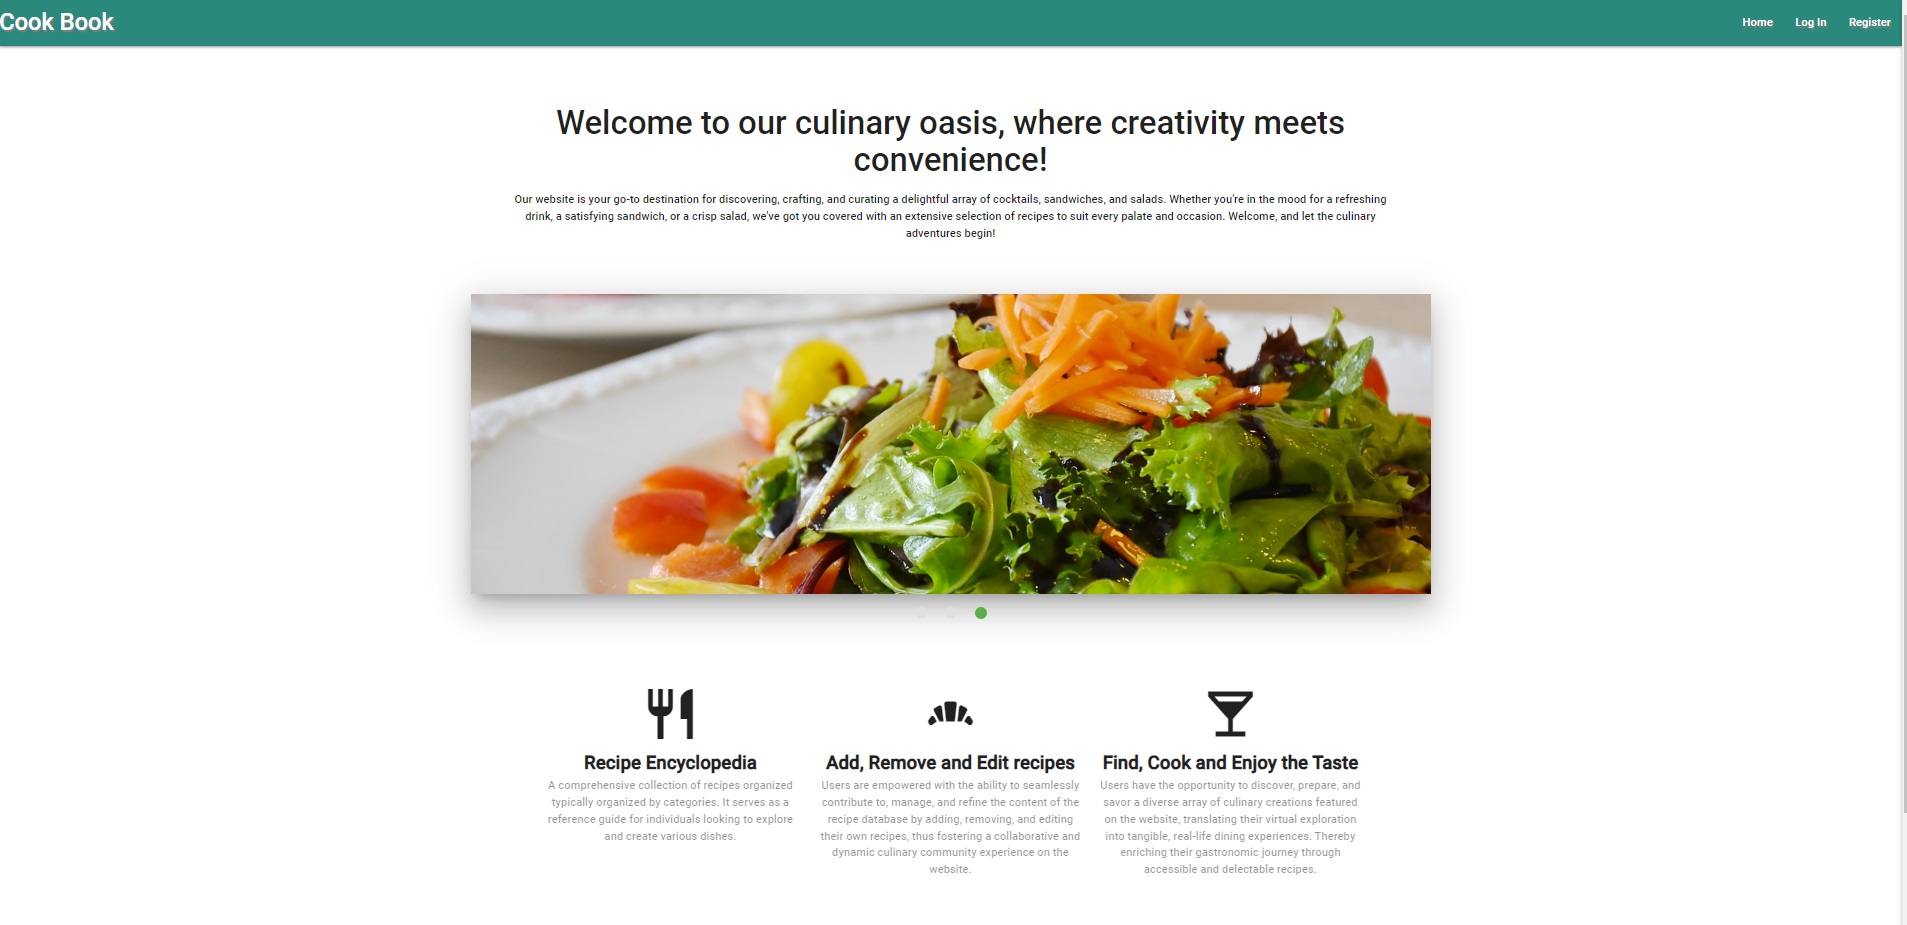 Cook Book
Home
Log In
Register
Welcome to our culinary oasis, where creativity meets
convenience!
Our website is your go-to destination for discovering, crafting, and curating a delightful array of cocktails, sandwiches, and salads. Whether you're in the mood for a refreshing
drink, a satisfying sandwich, or a crisp salad, we've got you covered with an extensive selection of recipes to suit every palate and occasion. Welcome, and let the culinary
adventures begin!
Recipe Encyclopedia
A comprehensive collection of recipes organized
typically organized by categories. It serves as a
reference guide for individuals looking to explore
and create various dishes.
Add, Remove and Edit recipes
Users are empowered with the ability to seamlessly
contribute to, manage, and refine the content of the
recipe database by adding, removing, and editing
their own recipes, thus fostering a collaborative and
dynamic culinary community experience on the
website.
Find, Cook and Enjoy the Taste
Users have the opportunity to discover, prepare, and
savor a diverse array of culinary creations featured
on the website, translating their virtual exploration
into tangible, real-life dining experiences. Thereby
enriching their gastronomic journey through
accessible and delectable recipes.